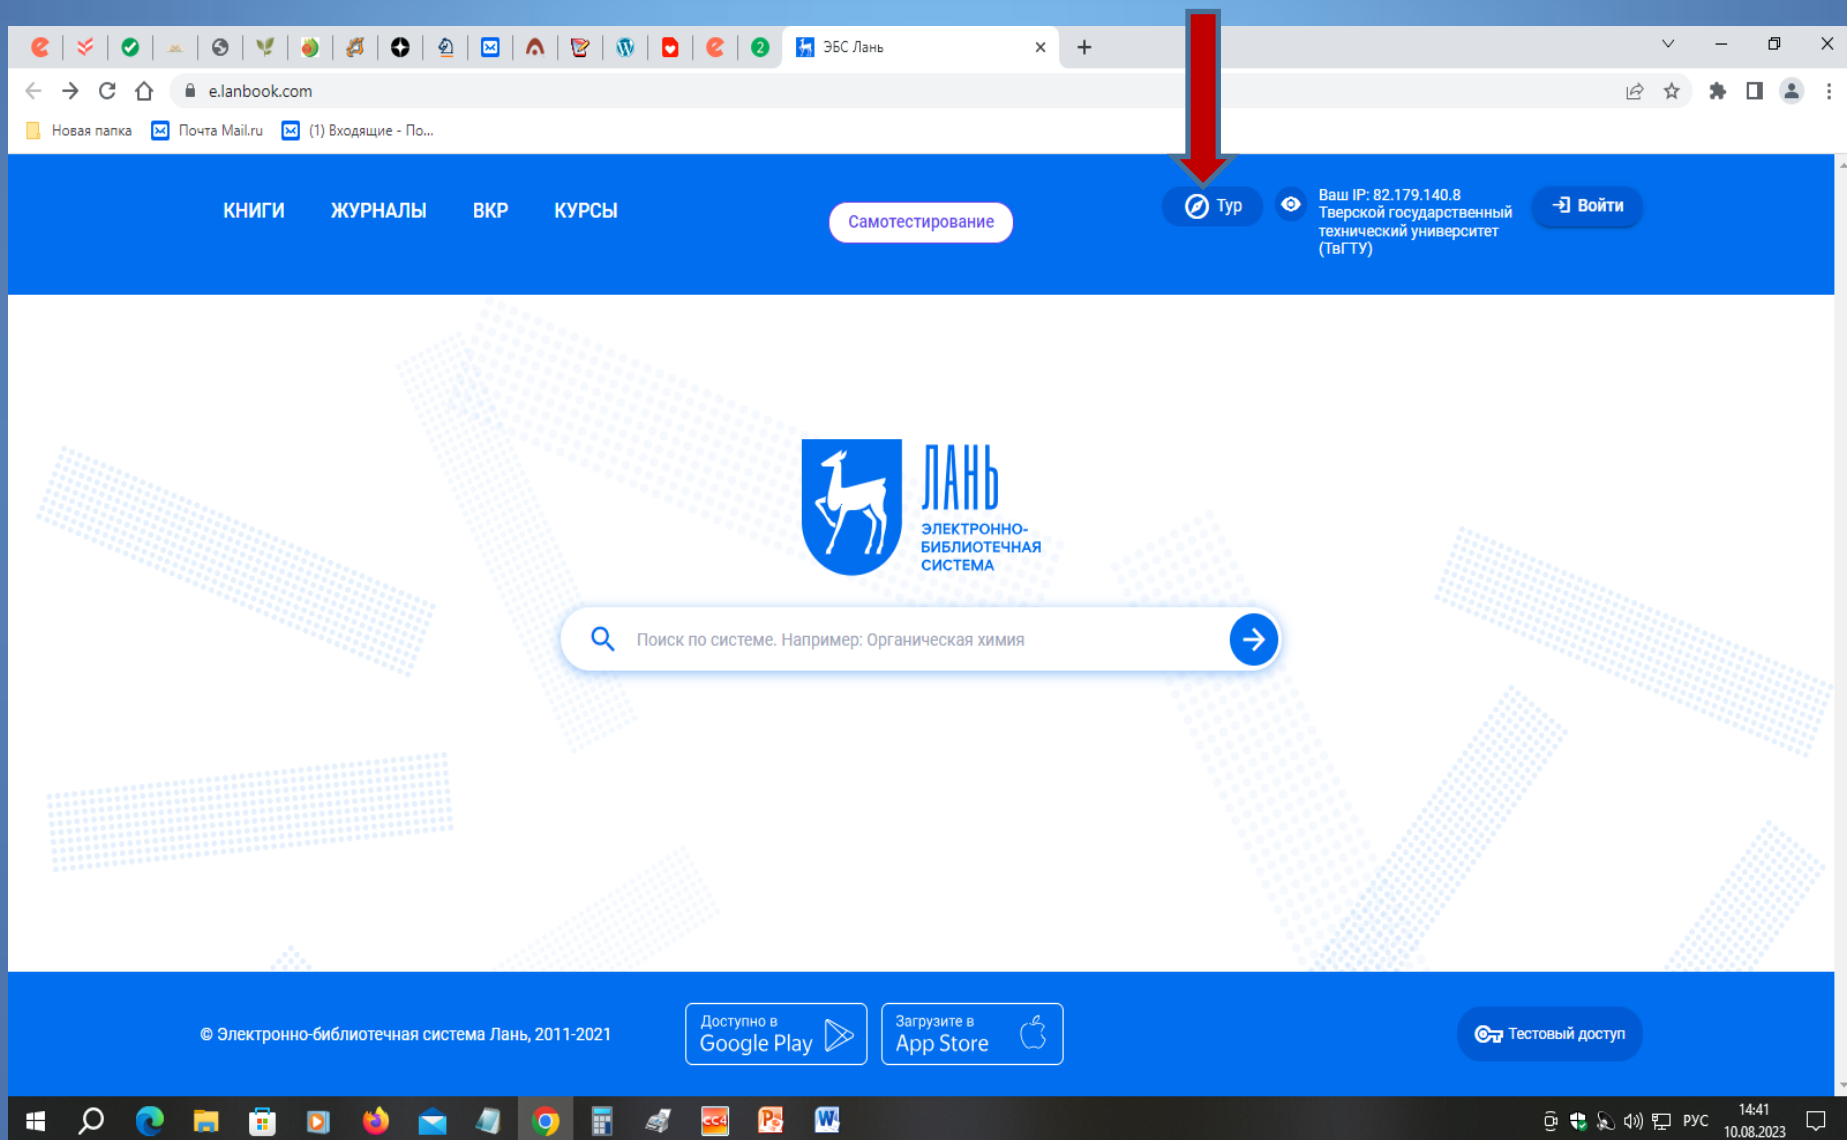 ЭБС Лань
e.lanbook.com
Новая папка
Почта Mail.ru
(1) Входящие - По...
КНИГИ
ЖУРНАЛЫ
ВКР
КУРСЫ
Самотестирование
Тур
Ваш IP: 82.179.140.8
Тверской государственный
технический университет
(ТвГТУ)
Войти
ЛАНЬ
ЭЛЕКТРОННО-
БИБЛИОТЕЧНАЯ
СИСТЕМА
Поиск по системе. Например: Органическая химия
© Электронно-библиотечная система Лань, 2011-2021
Доступно в
Google Play
Загрузите в
App Store
Тестовый доступ
CC4
РУС
14:41
10.08.2023